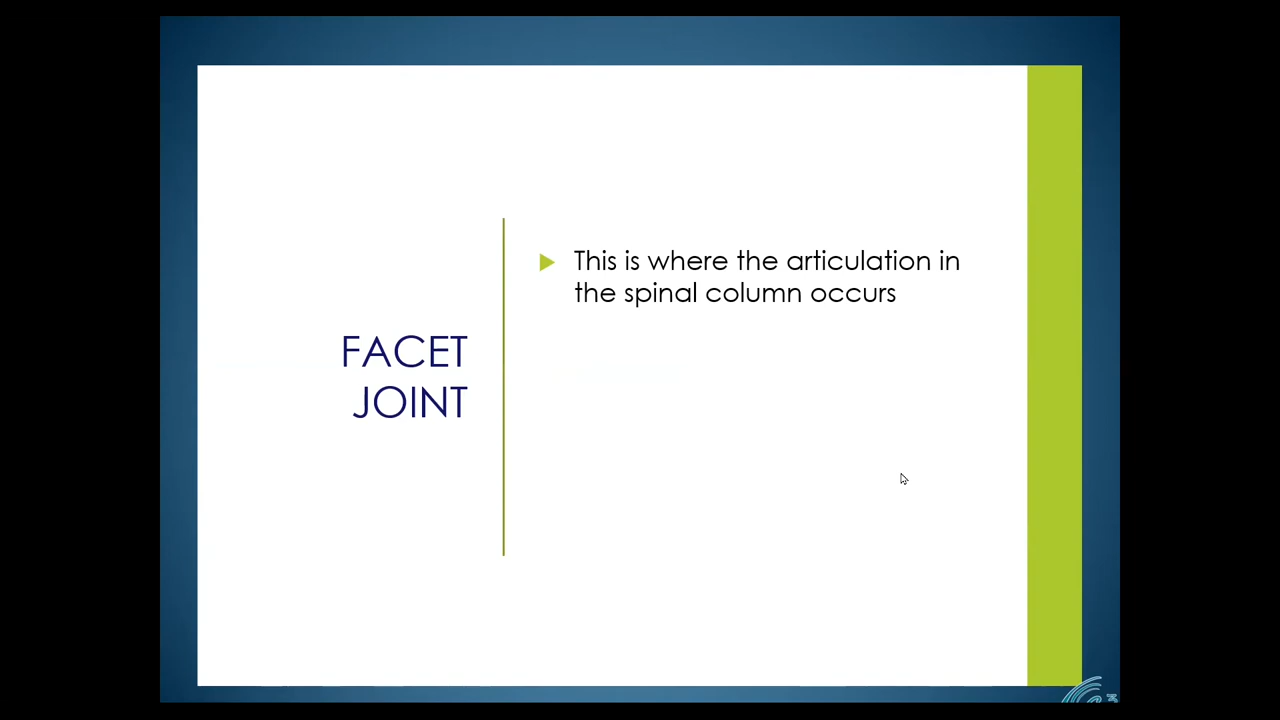 FACET
JOINT
This is where the articulation in
the spinal column occurs